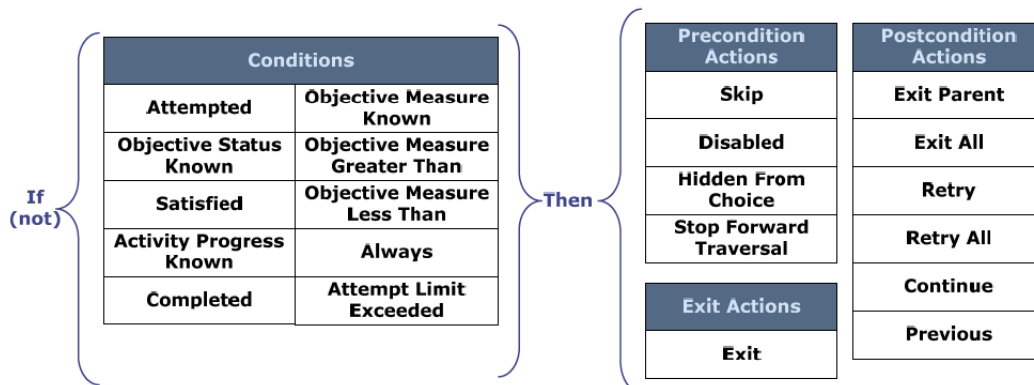 If
(not)
Conditions
Attempted
Objective Measure
Known
Objective Status
Known
Objective Measure
Greater Than
Satisfied
Objective Measure
Less Than
Activity Progress
Known
Always
Completed
Attempt Limit
Exceeded
Then
Precondition
Actions
Skip
Disabled
Hidden From
Choice
Stop Forward
Traversal
Exit Actions
Exit
Postcondition
Actions
Exit Parent
Exit All
Retry
Retry All
Continue
Previous